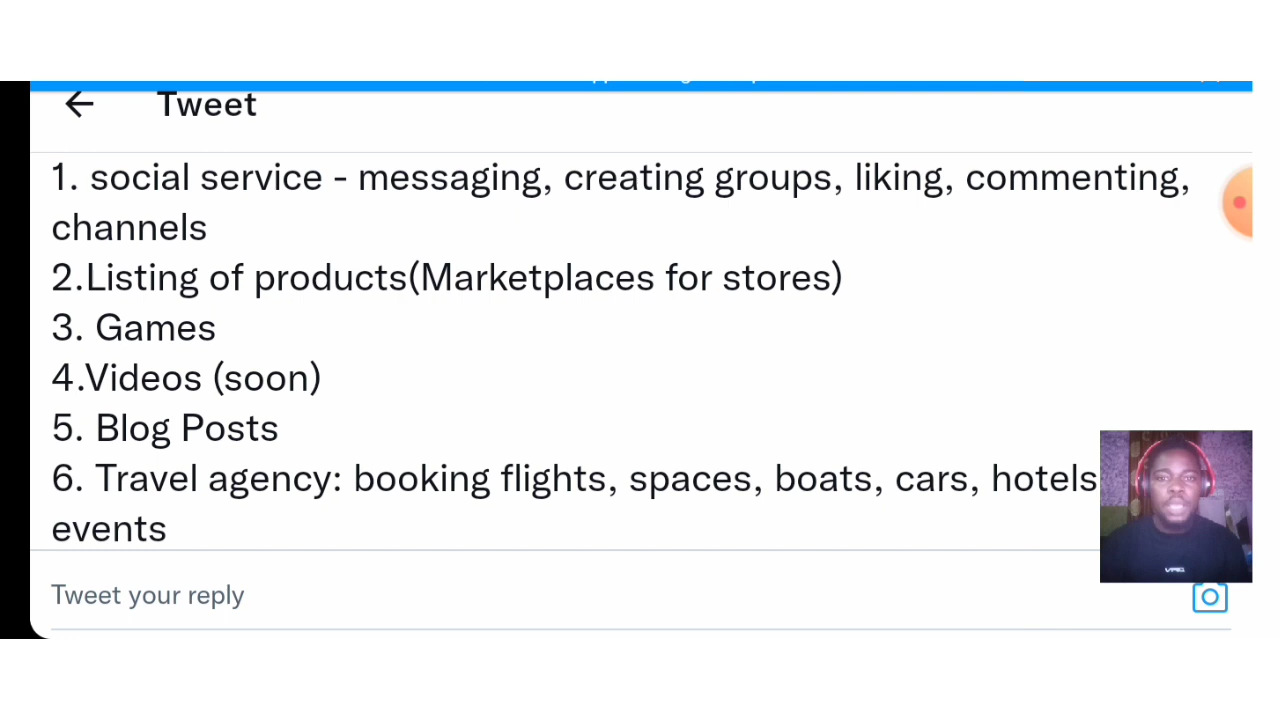 Tweet
1. social service - messaging, creating groups, liking, commenting,
channels
2.Listing of products(Marketplaces for stores)
3. Games
4.Videos (soon)
5. Blog Posts
6. Travel agency: booking flights, spaces, boats, cars, hotels
events
Tweet your reply